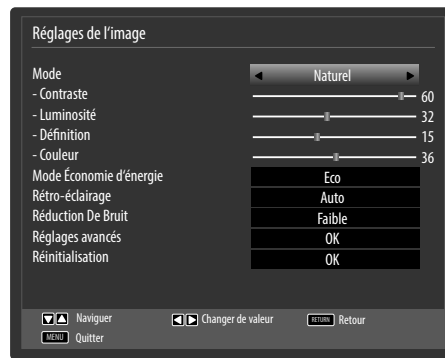 Réglages de l'image
Mode Naturel
- Contraste 60
- Luminosité 32
- Définition 15
- Couleur 36
Mode Économie d'énergie Eco
Rétro-éclairage Auto
Réduction De Bruit Faible
Réglages avancés OK
Réinitialisation OK
Naviguer Changer de valeur RETURN Retour
MENU Quitter